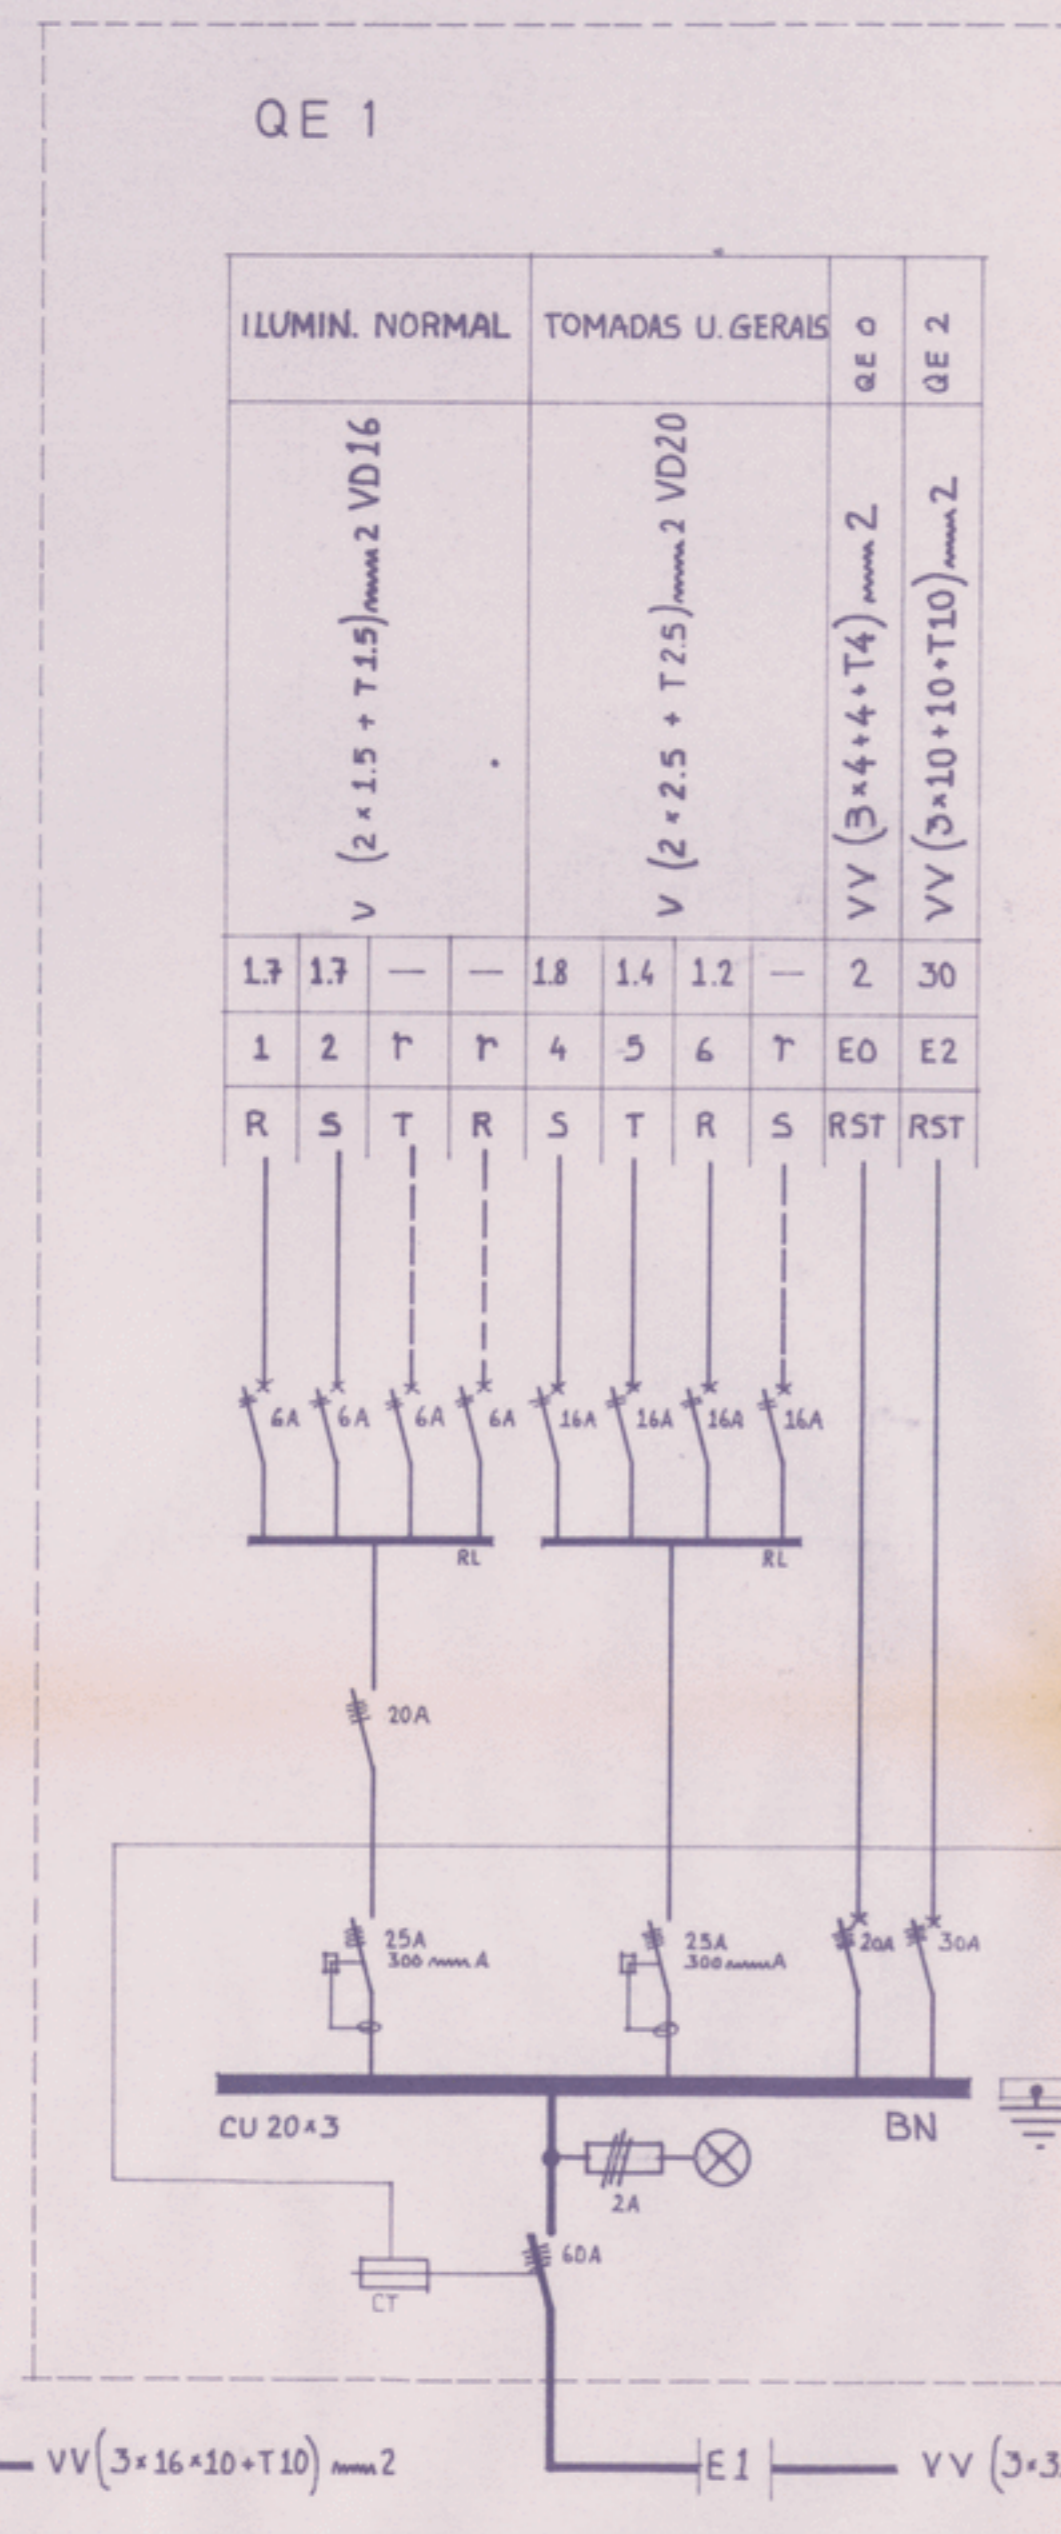 QE 1
ILUMIN. NORMAL
TOMADAS U. GERAIS
QE 0
QE 2
V (2 × 1.5 + T 1.5) mm2 VD16
V (2 × 2.5 + T 2.5) mm2 VD20
VV (3×4+4+T4) mm2
VV (3×10+10+T10) mm2
1.7 1.7 — — 1.8 1.4 1.2 — 2 30
1 2 r r 4 5 6 r E0 E2
R S T R S T R S RST RST
6A 6A 6A 6A 16A 16A 16A 16A
RL RL
20A
25A 25A 20A 30A
300 mmA 300 mmA
CU 20×3 BN
2A
60A
CT
VV (3×16×10+T10) mm2 E1 VV (3×3